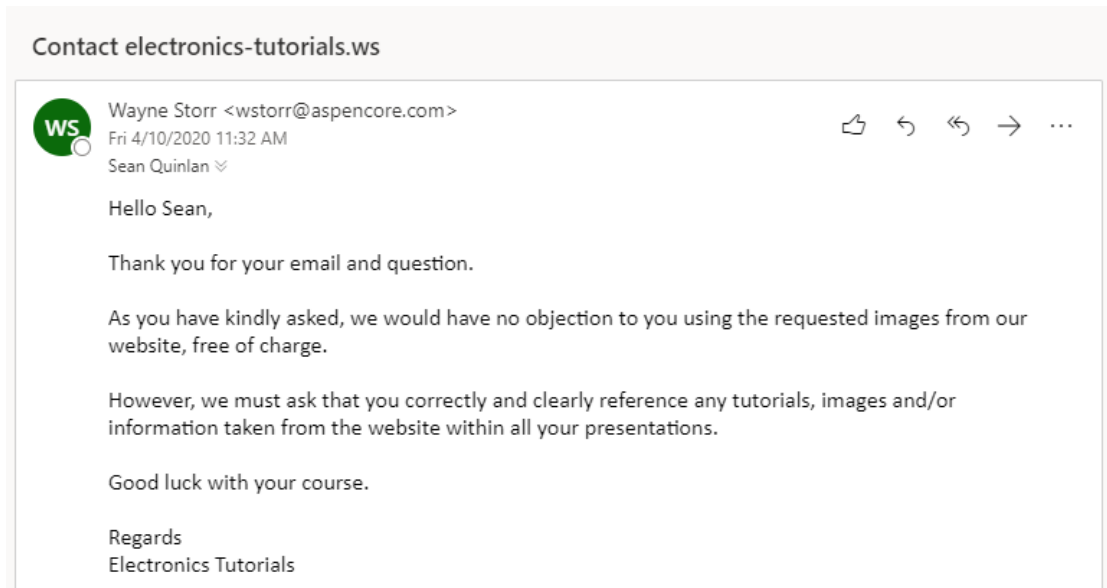 Contact electronics-tutorials.ws
WS
Wayne Storr <wstorr@aspencore.com>
Fri 4/10/2020 11:32 AM
Sean Quinlan
Hello Sean,
Thank you for your email and question.
As you have kindly asked, we would have no objection to you using the requested images from our
website, free of charge.
However, we must ask that you correctly and clearly reference any tutorials, images and/or
information taken from the website within all your presentations.
Good luck with your course.
Regards
Electronics Tutorials